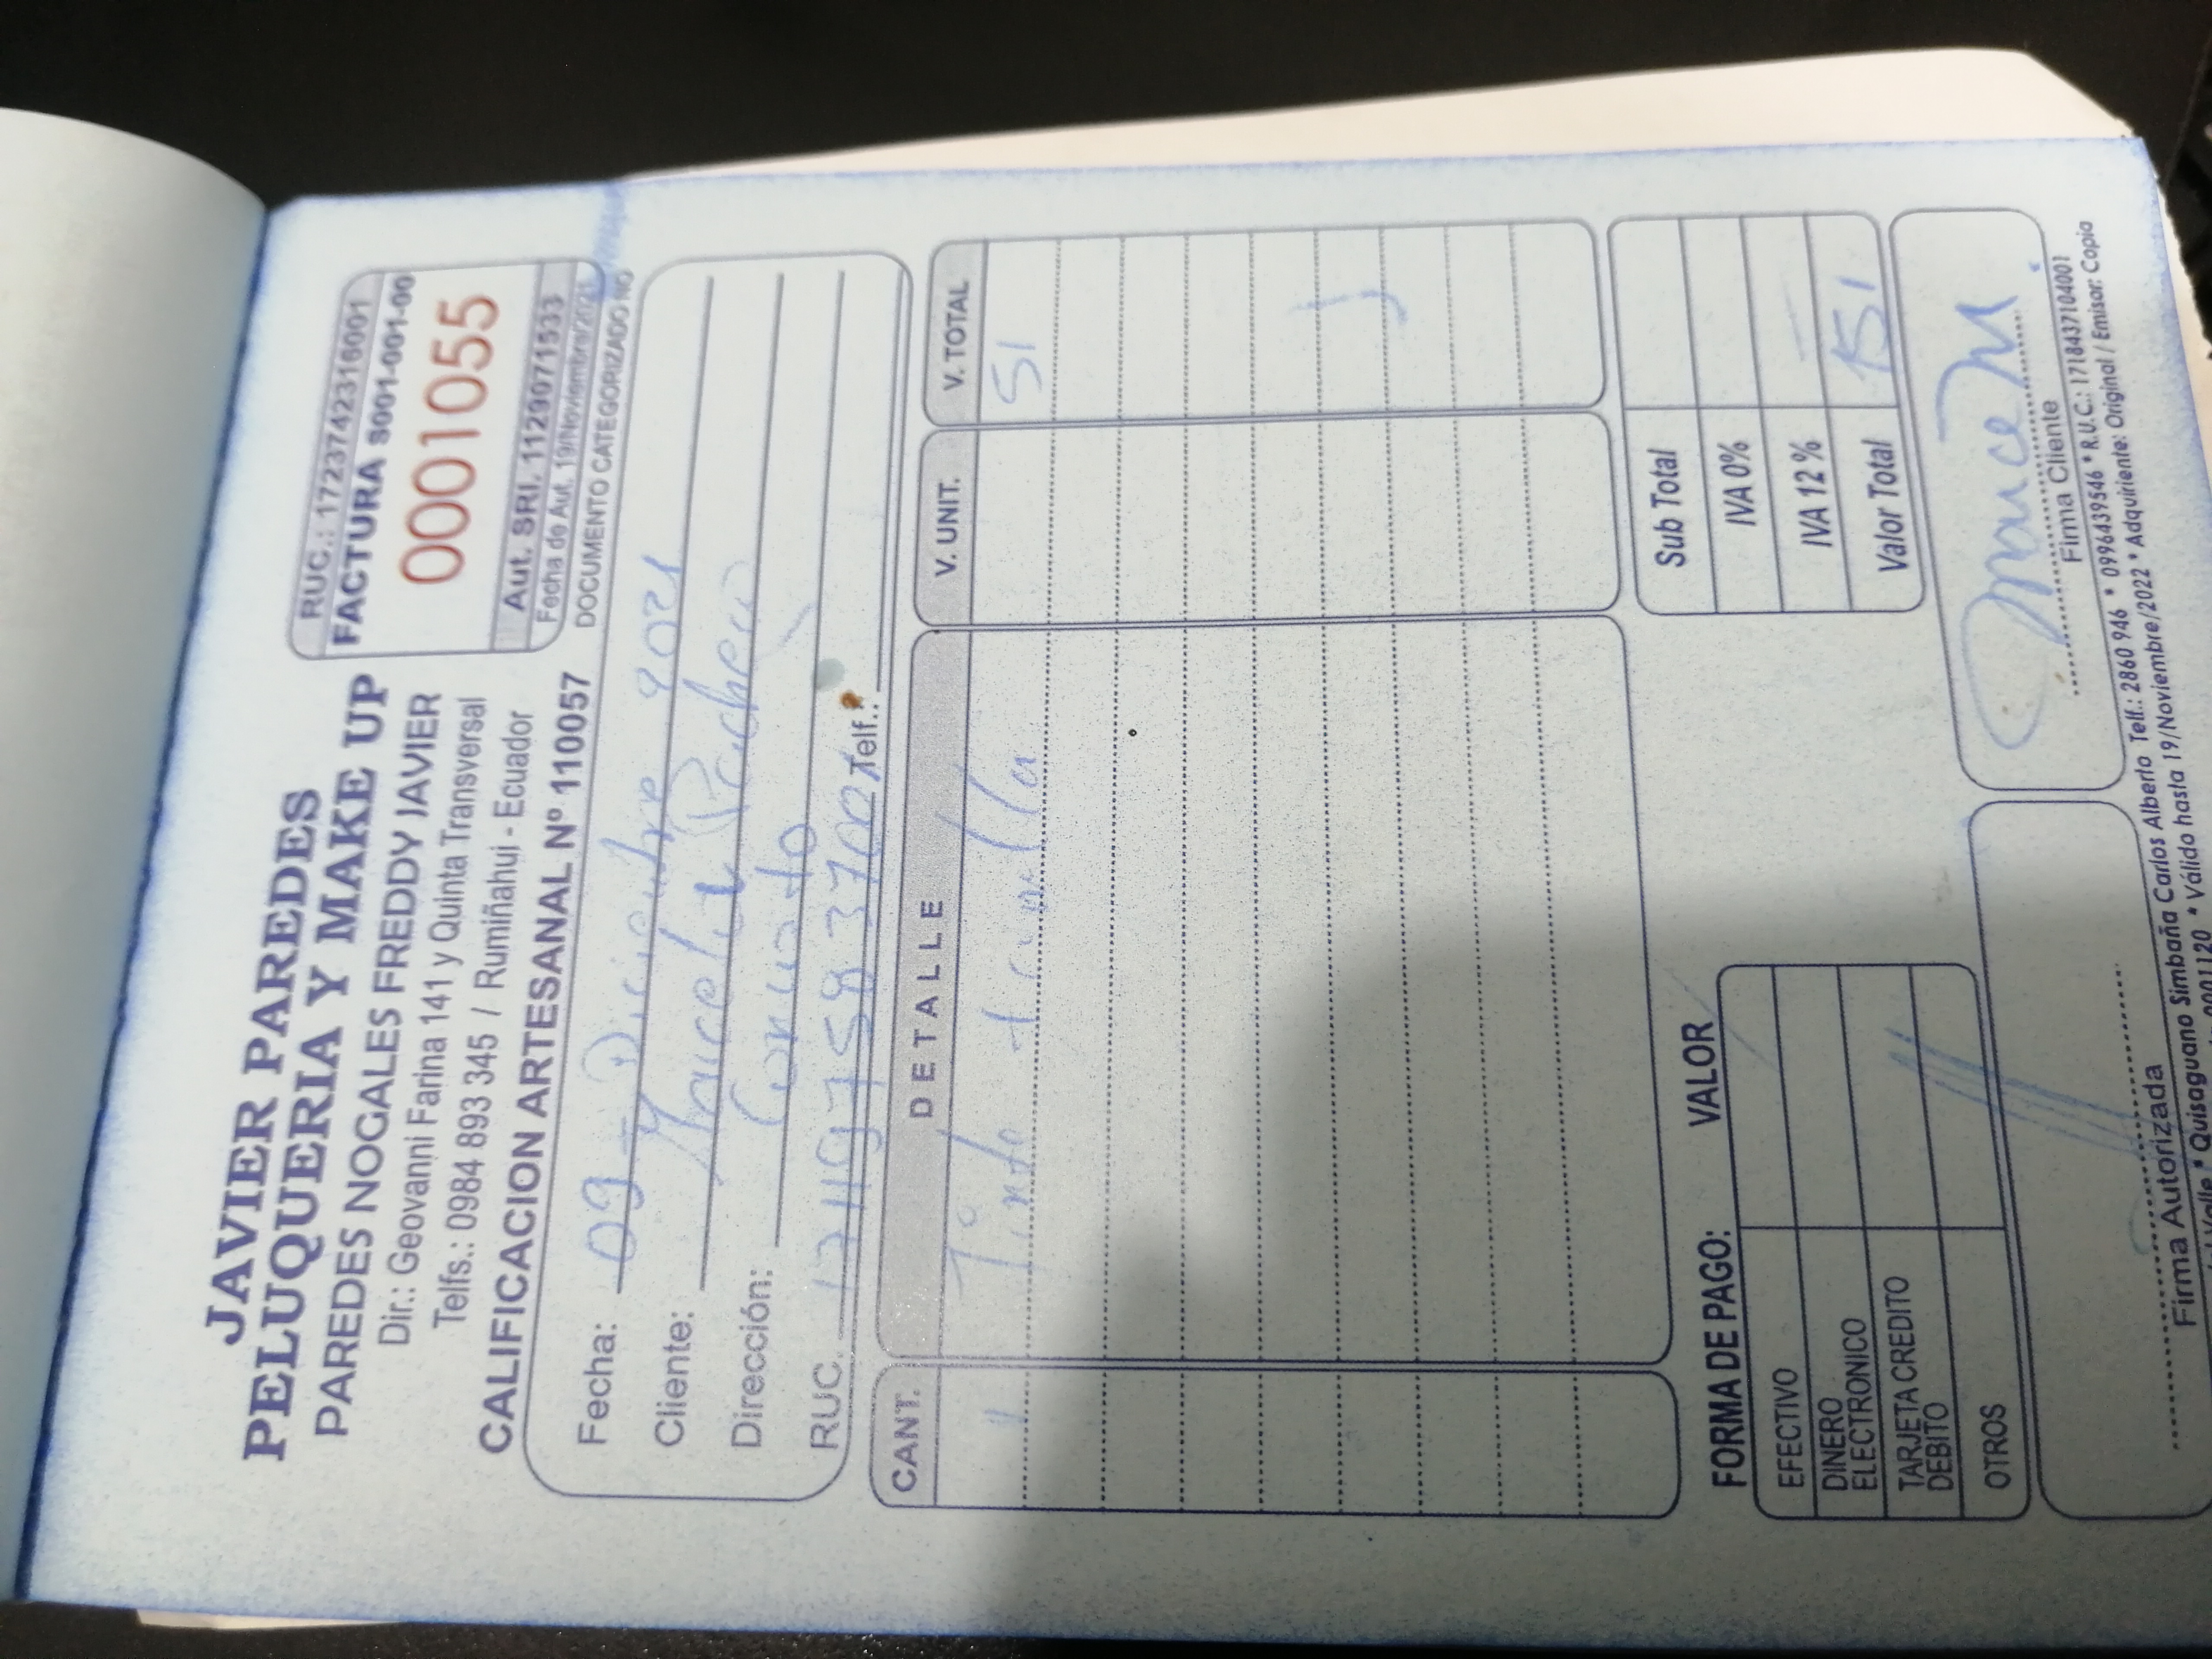 JAVIER PAREDES
PELUQUERIA Y MAKE UP
PAREDES NOGALES FREDDY JAVIER
Dir.: Geovanni Farina 141 y Quinta Transversal
Telfs.: 0984 893 345 / Rumiñahui - Ecuador
CALIFICACION ARTESANAL Nº 110057
RUC.: 1723742316001
FACTURA S001-001-00
0001055
Aut. SRI. 1129071533
Fecha de Aut. 19/Noviembre/2021
DOCUMENTO CATEGORIZADO NO
Fecha: 09 - Diciembre 2021
Cliente: Marcelo Pacheco
Dirección: Conocoto
RUC. Telf.:
CANT. DETALLE V. UNIT. V. TOTAL
1 Tinto 51
Sub Total
IVA 0%
IVA 12 %
Valor Total 51
FORMA DE PAGO: VALOR
EFECTIVO
DINERO ELECTRONICO
TARJETA CREDITO DEBITO
OTROS
Firma Autorizada
Firma Cliente
Quisaguano Simbaña Carlos Alberto Telf.: 2860 946 * 0996439546 * R.U.C.: 1718437104001
* Válido hasta 19/Noviembre/2022 * Adquiriente: Original / Emisor: Copia